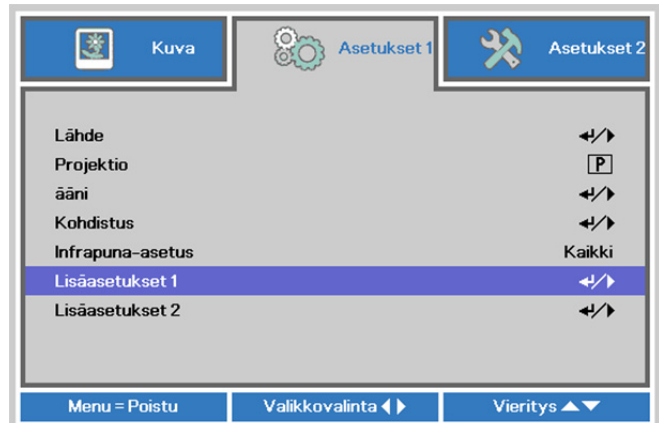 Kuva
Asetukset 1
Asetukset 2
Lähde
Projektio
P
ääni
Kohdistus
Infrapuna-asetus Kaikki
Lisäasetukset 1
Lisäasetukset 2
Menu = Poistu
Valikkovalinta
Vieritys